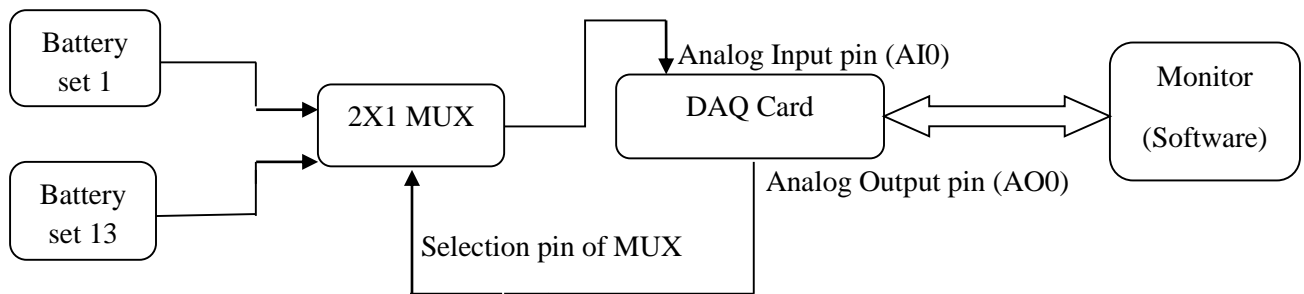 Battery
set 1
2X1 MUX
Analog Input pin (AI0)
DAQ Card
Monitor
(Software)
Battery
set 13
Analog Output pin (AO0)
Selection pin of MUX